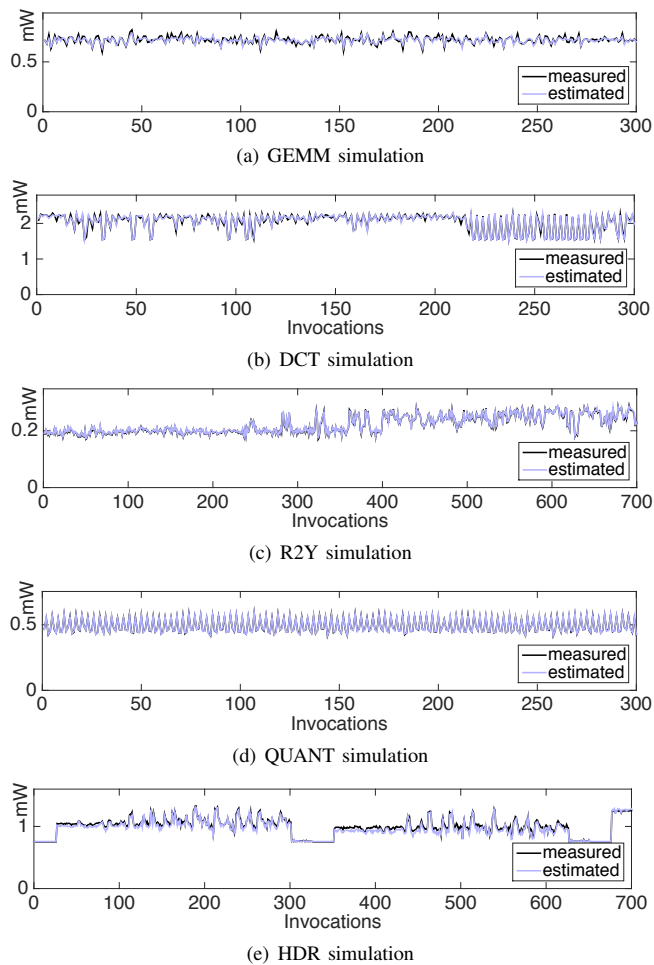 mW
0.5
0
measured
estimated
0 50 100 150 200 250 300
(a) GEMM simulation
mW
2
1
0
measured
estimated
0 50 100 150 200 250 300
Invocations
(b) DCT simulation
mW
0.2
0
measured
estimated
0 100 200 300 400 500 600 700
Invocations
(c) R2Y simulation
mW
0.5
0
measured
estimated
0 50 100 150 200 250 300
Invocations
(d) QUANT simulation
mW
1
0
measured
estimated
0 100 200 300 400 500 600 700
Invocations
(e) HDR simulation